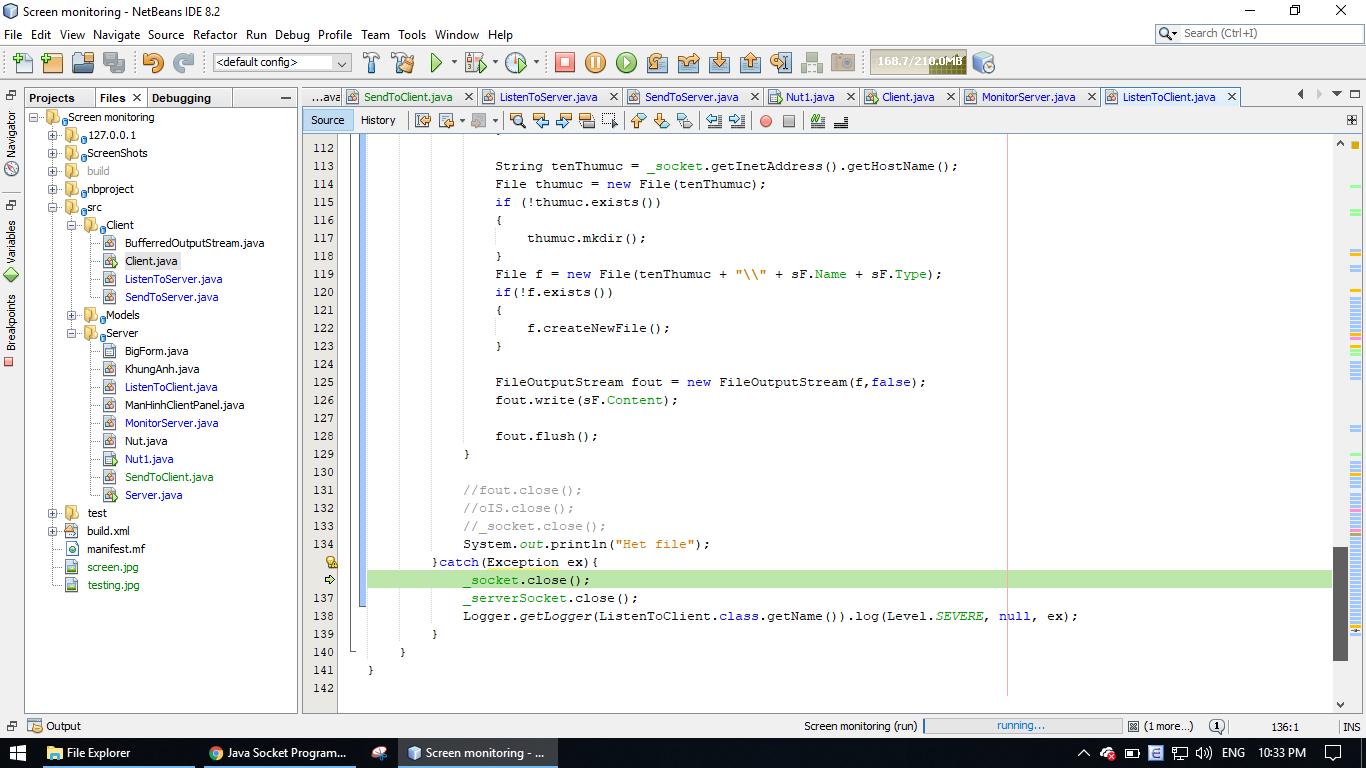 Screen monitoring - NetBeans IDE 8.2
File Edit View Navigate Source Refactor Run Debug Profile Team Tools Window Help
Search (Ctrl+I)
<default config>
168.7/210.0MB
Projects Files Debugging
...ava SendToClient.java ListenToServer.java SendToServer.java Nut1.java Client.java MonitorServer.java ListenToClient.java
Source History
Navigator
Variables
Breakpoints
Screen monitoring
127.0.0.1
ScreenShots
build
nbproject
src
Client
BufferredOutputStream.java
Client.java
ListenToServer.java
SendToServer.java
Models
Server
BigForm.java
KhungAnh.java
ListenToClient.java
ManHinhClientPanel.java
MonitorServer.java
Nut.java
Nut1.java
SendToClient.java
Server.java
test
build.xml
manifest.mf
screen.jpg
testing.jpg
112
113 String tenThumuc = _socket.getInetAddress().getHostName();
114 File thumuc = new File(tenThumuc);
115 if (!thumuc.exists())
116 {
117 thumuc.mkdir();
118 }
119 File f = new File(tenThumuc + "\\" + sF.Name + sF.Type);
120 if(!f.exists())
121 {
122 f.createNewFile();
123 }
124
125 FileOutputStream fout = new FileOutputStream(f,false);
126 fout.write(sF.Content);
127
128 fout.flush();
129 }
130
131 //fout.close();
132 //oIS.close();
133 //_socket.close();
134 System.out.println("Het file");
}catch(Exception ex){
_socket.close();
137 _serverSocket.close();
138 Logger.getLogger(ListenToClient.class.getName()).log(Level.SEVERE, null, ex);
139 }
140 }
141 }
142
Output
Screen monitoring (run) running... (1 more...) 1 136:1 INS
File Explorer Java Socket Program... Screen monitoring - ... ENG 10:33 PM